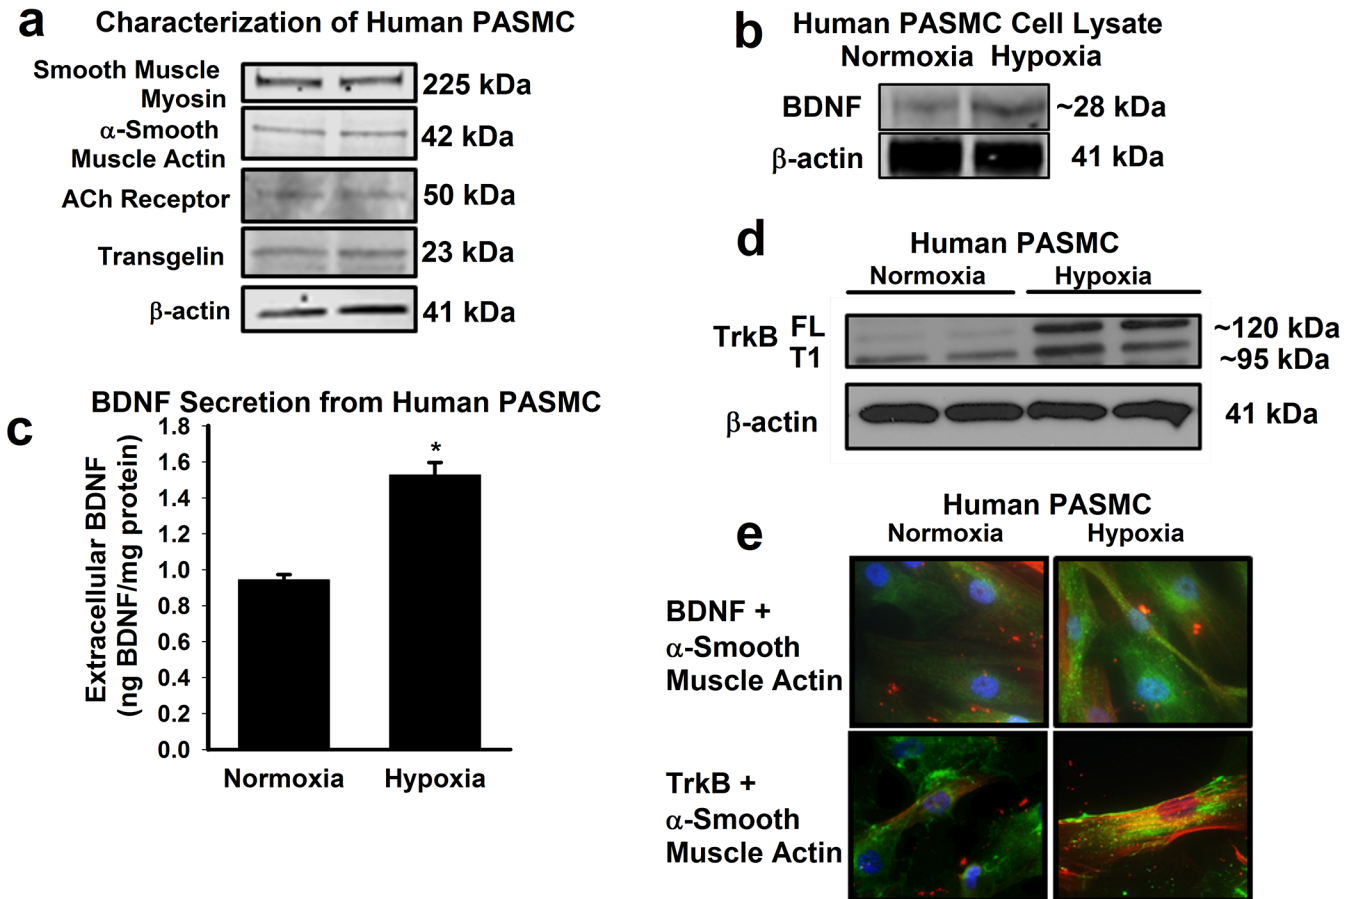 a
Characterization of Human PASMC
Smooth Muscle
Myosin
225 kDa
α-Smooth
Muscle Actin
42 kDa
ACh Receptor
50 kDa
Transgelin
23 kDa
β-actin
41 kDa
b
Human PASMC Cell Lysate
Normoxia Hypoxia
BDNF
~28 kDa
β-actin
41 kDa
c
BDNF Secretion from Human PASMC
Extracellular BDNF
(ng BDNF/mg protein)
1.8
1.6
1.4
1.2
1.0
0.8
0.6
0.4
0.2
0.0
*
Normoxia
Hypoxia
d
Human PASMC
Normoxia
Hypoxia
TrkB
FL
T1
~120 kDa
~95 kDa
β-actin
41 kDa
e
Human PASMC
Normoxia
Hypoxia
BDNF +
α-Smooth
Muscle Actin
TrkB +
α-Smooth
Muscle Actin